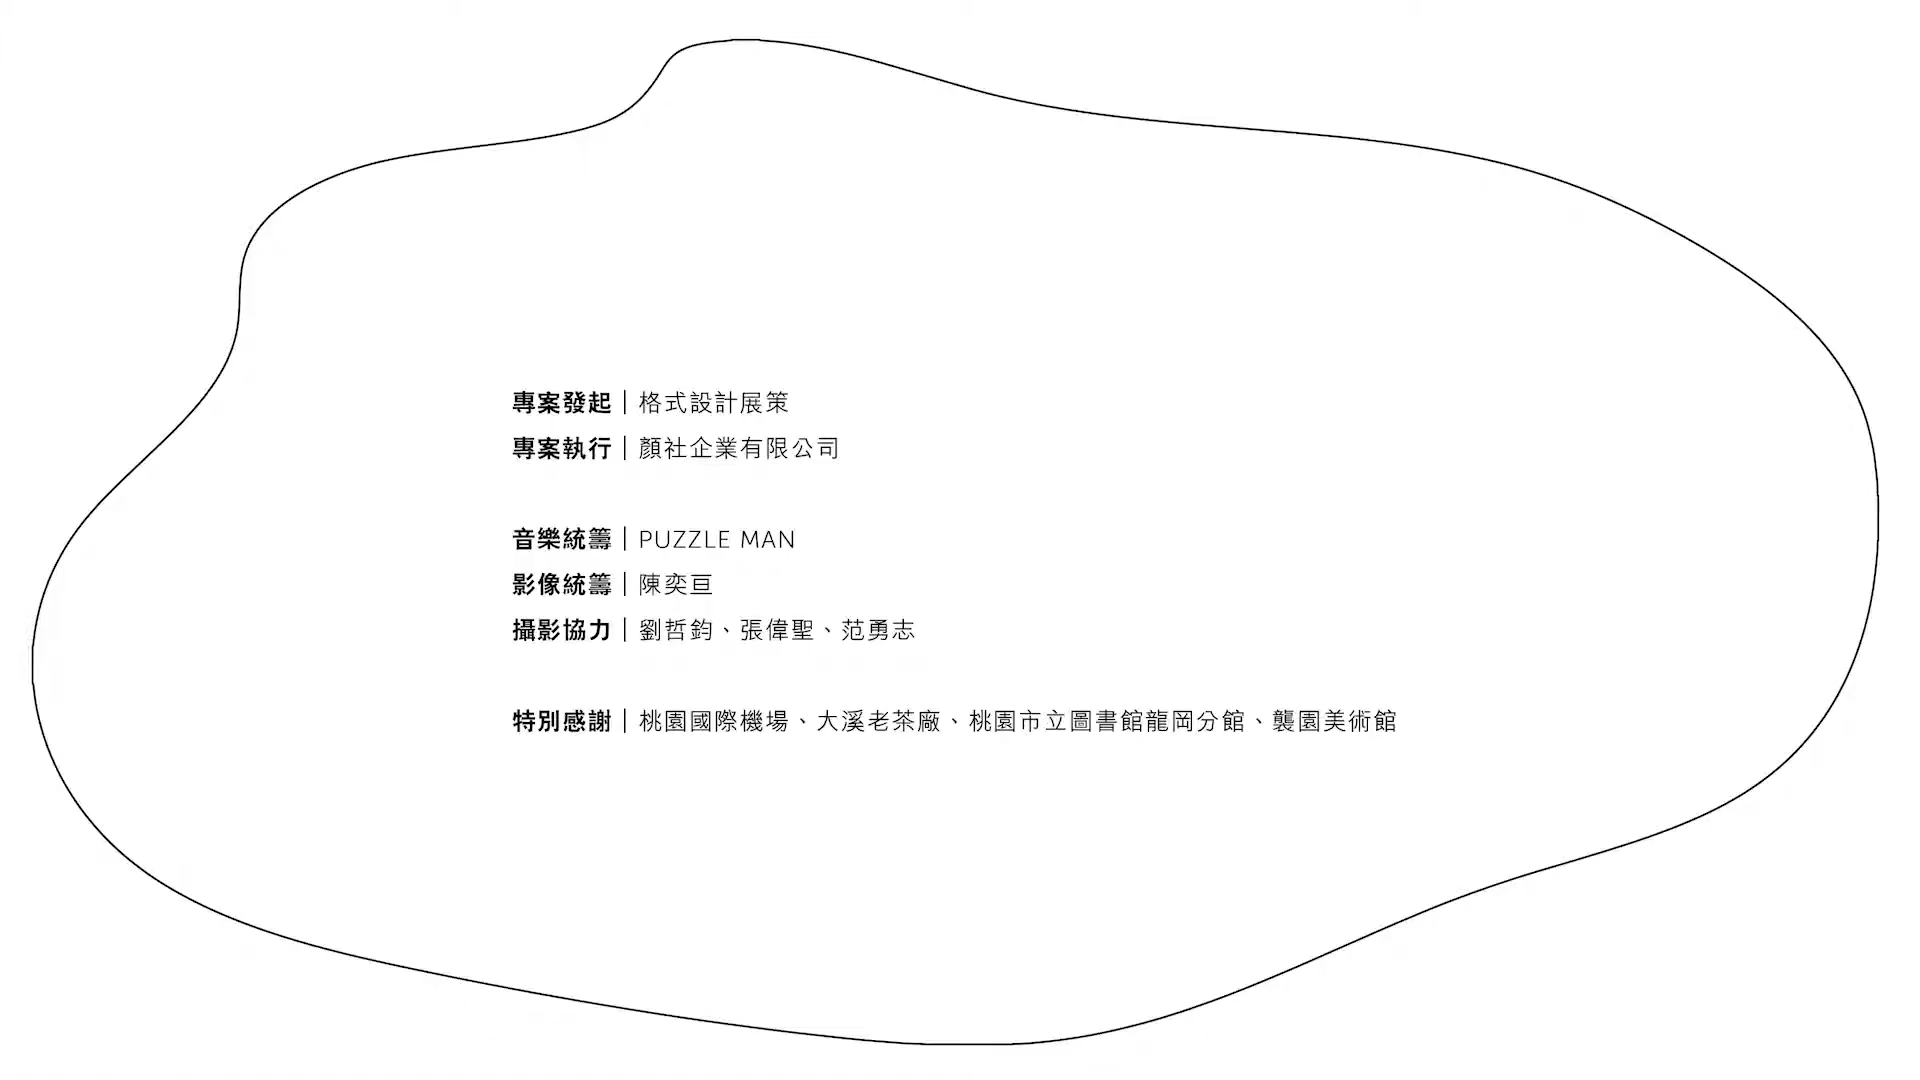 專案發起｜格式設計展策
專案執行｜顏社企業有限公司
音樂統籌｜PUZZLE MAN
影像統籌｜陳奕亘
攝影協力｜劉哲鈞、張偉聖、范勇志
特別感謝｜桃園國際機場、大溪老茶廠、桃園市立圖書館龍岡分館、襲園美術館